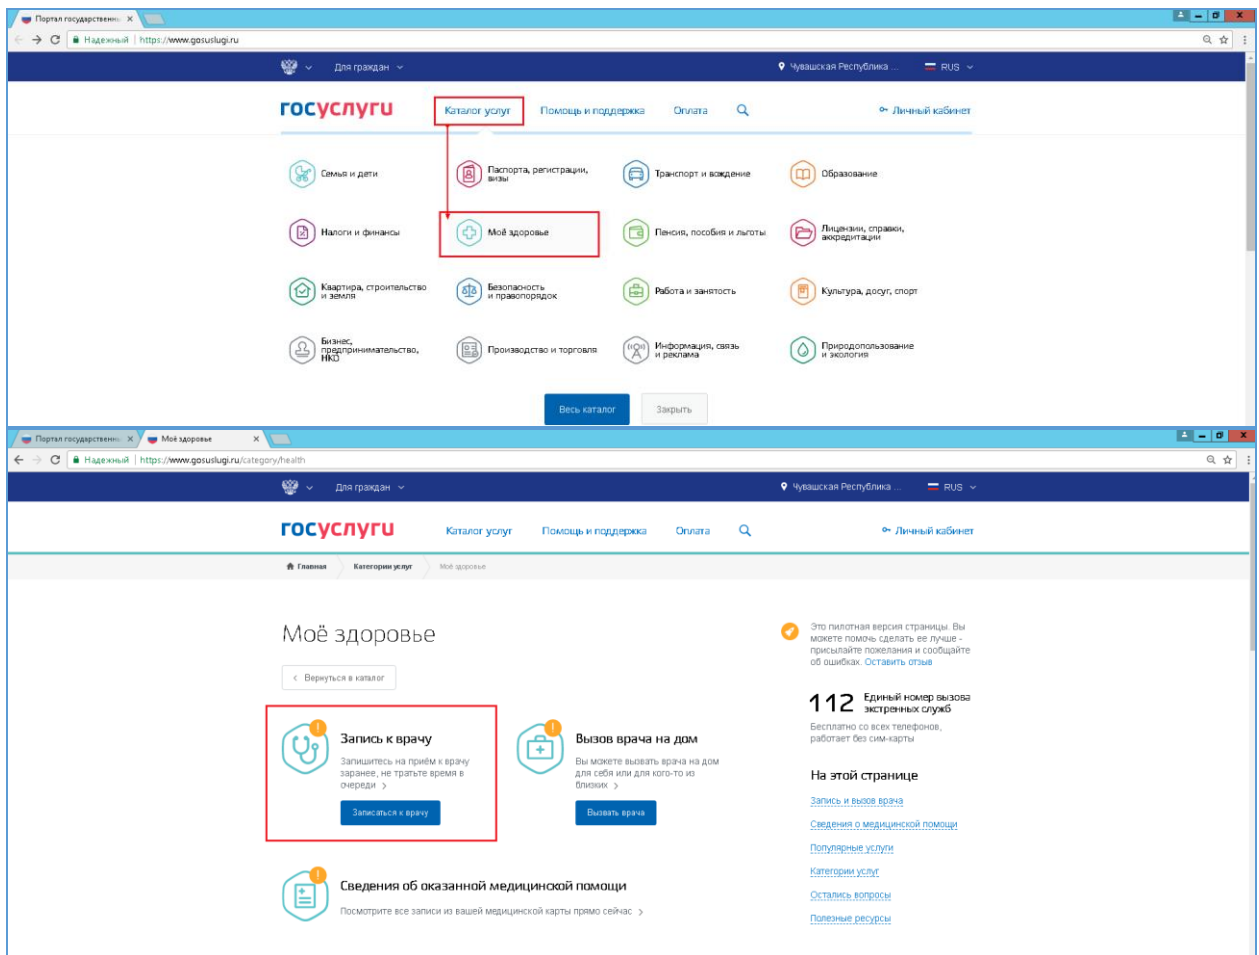 Портал государственн
Надежный | https://www.gosuslugi.ru
Для граждан
Чувашская Республика ...
RUS
госуслуги
Каталог услуг
Помощь и поддержка
Оплата
Личный кабинет
Семья и дети
Паспорта, регистрации,
визы
Транспорт и вождение
Образование
Налоги и финансы
Моё здоровье
Пенсия, пособия и льготы
Лицензии, справки,
аккредитации
Квартира, строительство
и земля
Безопасность
и правопорядок
Работа и занятость
Культура, досуг, спорт
Бизнес,
предпринимательство,
НКО
Производство и торговля
Информация, связь
и реклама
Природопользование
и экология
Весь каталог
Закрыть
Портал государственн
Моё здоровье
Надежный | https://www.gosuslugi.ru/category/health
Для граждан
Чувашская Республика ...
RUS
госуслуги
Каталог услуг
Помощь и поддержка
Оплата
Личный кабинет
Главная
Категории услуг
Моё здоровье
Моё здоровье
Вернуться в каталог
Запись к врачу
Запишитесь на приём к врачу
заранее, не тратьте время в
очереди
Записаться к врачу
Вызов врача на дом
Вы можете вызвать врача на дом
для себя или для кого-то из
близких
Вызвать врача
Сведения об оказанной медицинской помощи
Посмотрите все записи из вашей медицинской карты прямо сейчас
Это пилотная версия страницы. Вы
можете помочь сделать ее лучше -
присылайте пожелания и сообщайте
об ошибках. Оставить отзыв
112 Единый номер вызова
экстренных служб
Бесплатно со всех телефонов,
работает без сим-карты
На этой странице
Запись и вызов врача
Сведения о медицинской помощи
Популярные услуги
Категории услуг
Остались вопросы
Полезные ресурсы